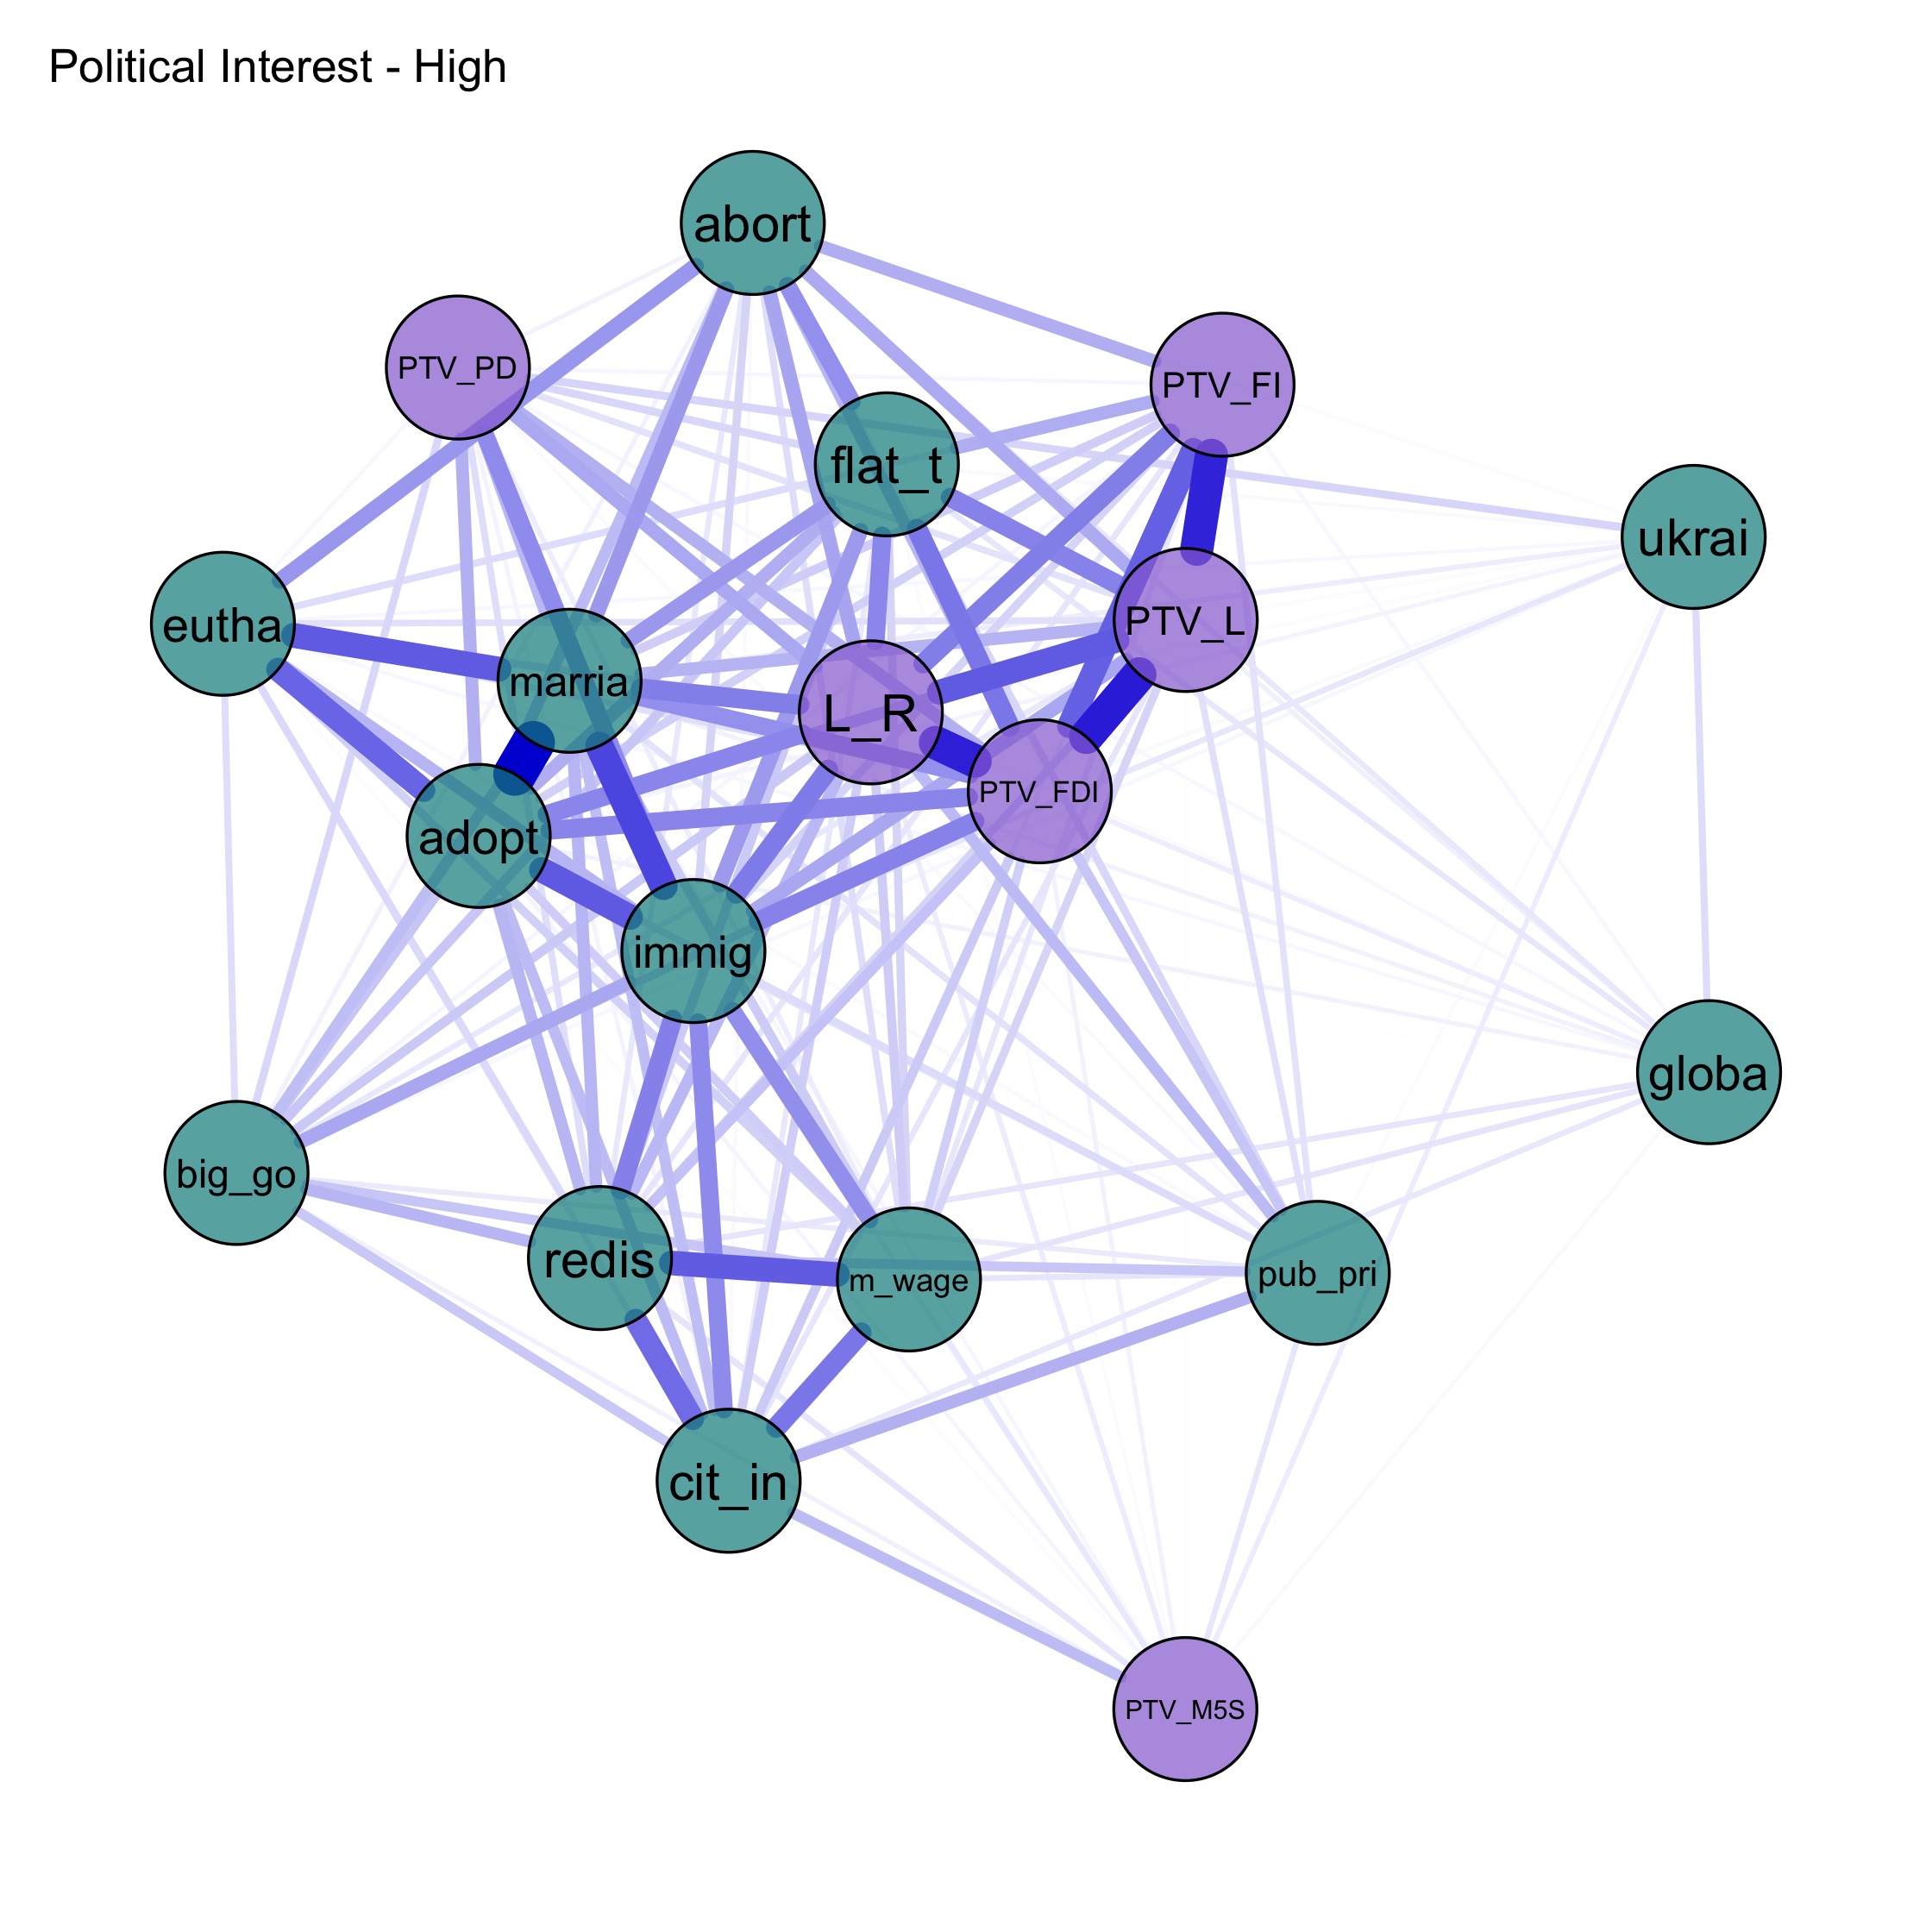 Political Interest - High
abort
PTV_PD
PTV_FI
flat_t
ukrai
eutha
PTV_L
marria
L_R
PTV_FDI
adopt
immig
globa
big_go
redis
m_wage
pub_pri
cit_in
PTV_M5S